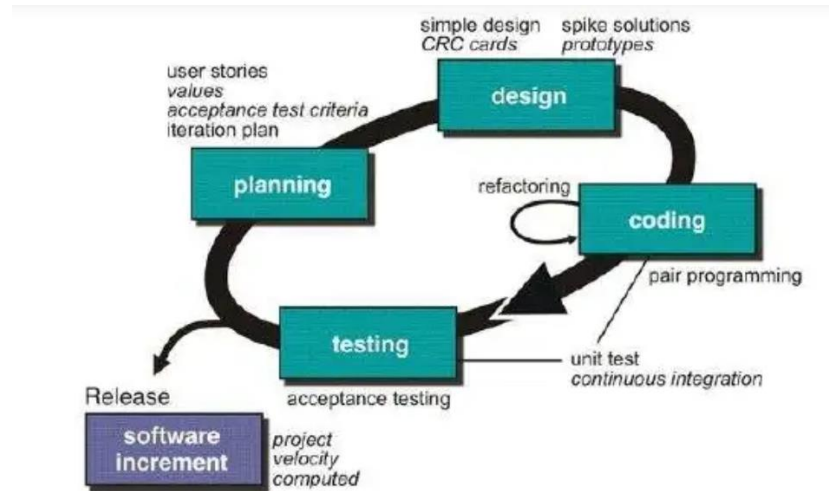 simple design
CRC cards
spike solutions
prototypes
design
user stories
values
acceptance test criteria
iteration plan
planning
refactoring
coding
pair programming
testing
unit test
continuous integration
acceptance testing
Release
software
increment
project
velocity
computed